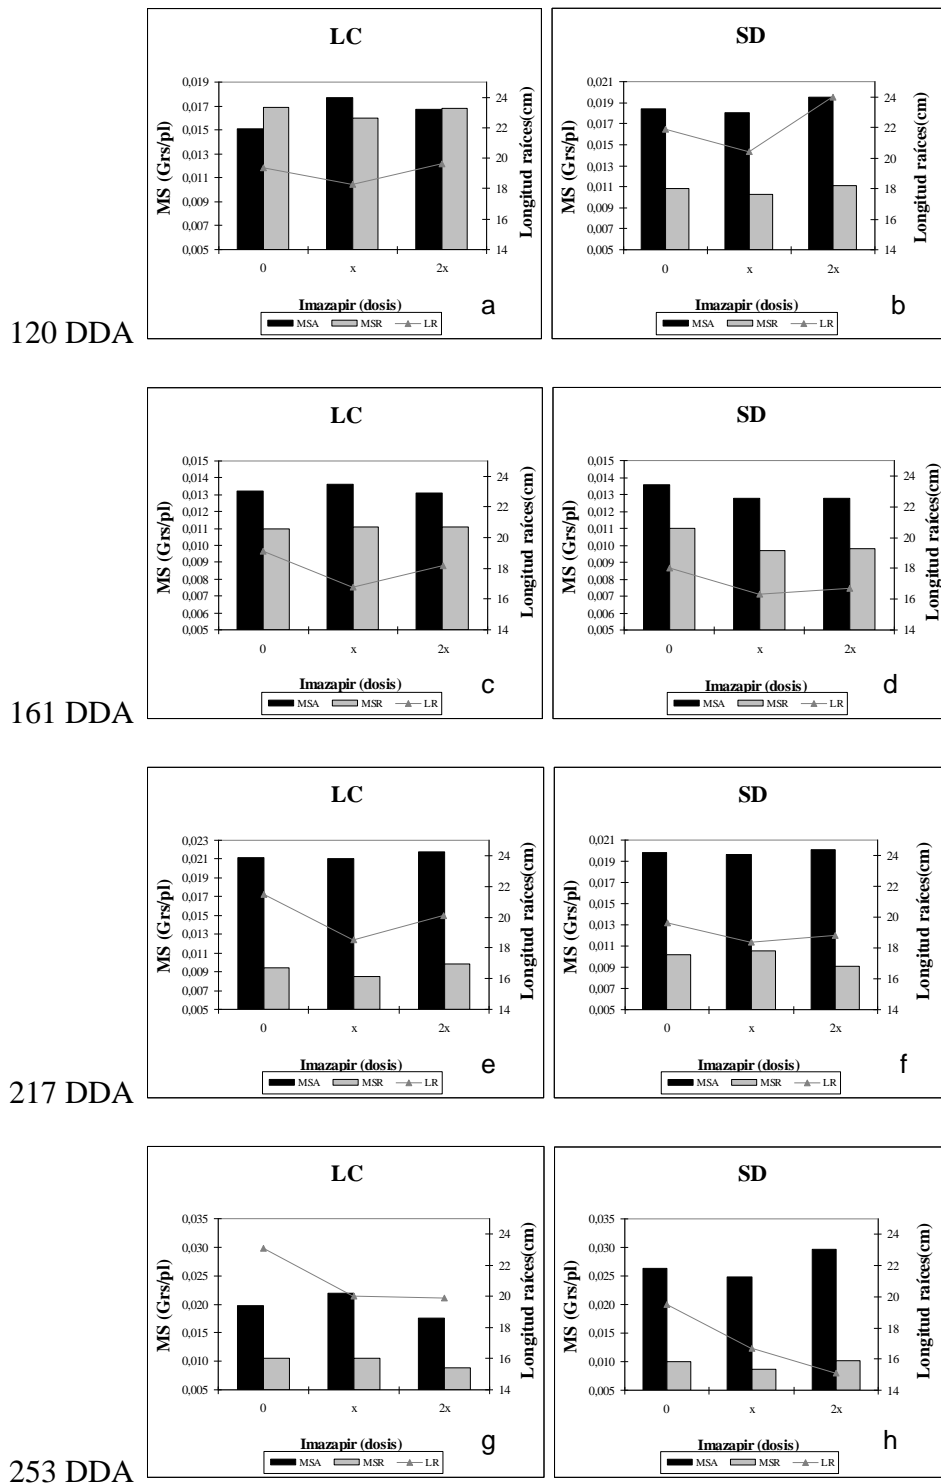 LC
MS (Grs/pl)
0,019
0,017
0,015
0,013
0,011
0,009
0,007
0,005
24
22
20
18
16
14
Longitud raíces(cm)
0 x 2x
Imazapir (dosis)
a
MSA MSR LR
SD
MS (Grs/pl)
0,021
0,019
0,017
0,015
0,013
0,011
0,009
0,007
0,005
24
22
20
18
16
14
Longitud raíces(cm)
0 x 2x
Imazapir (dosis)
b
MSA MSR LR
120 DDA
LC
MS (Grs/pl)
0,015
0,014
0,013
0,012
0,011
0,010
0,009
0,008
0,007
0,006
0,005
24
22
20
18
16
14
Longitud raíces(cm)
0 x 2x
Imazapir (dosis)
c
MSA MSR LR
SD
MS (Grs/pl)
0,015
0,014
0,013
0,012
0,011
0,010
0,009
0,008
0,007
0,006
0,005
24
22
20
18
16
14
Longitud raíces(cm)
0 x 2x
Imazapir (dosis)
d
MSA MSR LR
161 DDA
LC
MS (Grs/pl)
0,023
0,021
0,019
0,017
0,015
0,013
0,011
0,009
0,007
0,005
24
22
20
18
16
14
Longitud raíces(cm)
0 x 2x
Imazapir (dosis)
e
MSA MSR LR
SD
MS (Grs/pl)
0,021
0,019
0,017
0,015
0,013
0,011
0,009
0,007
0,005
24
22
20
18
16
14
Longitud raíces(cm)
0 x 2x
Imazapir (dosis)
f
MSA MSR LR
217 DDA
LC
MS (Grs/pl)
0,035
0,030
0,025
0,020
0,015
0,010
0,005
24
22
20
18
16
14
Longitud raíces(cm)
0 x 2x
Imazapir (dosis)
g
MSA MSR LR
SD
MS (Grs/pl)
0,035
0,030
0,025
0,020
0,015
0,010
0,005
24
22
20
18
16
14
Longitud raíces(cm)
0 x 2x
Imazapir (dosis)
h
MSA MSR LR
253 DDA